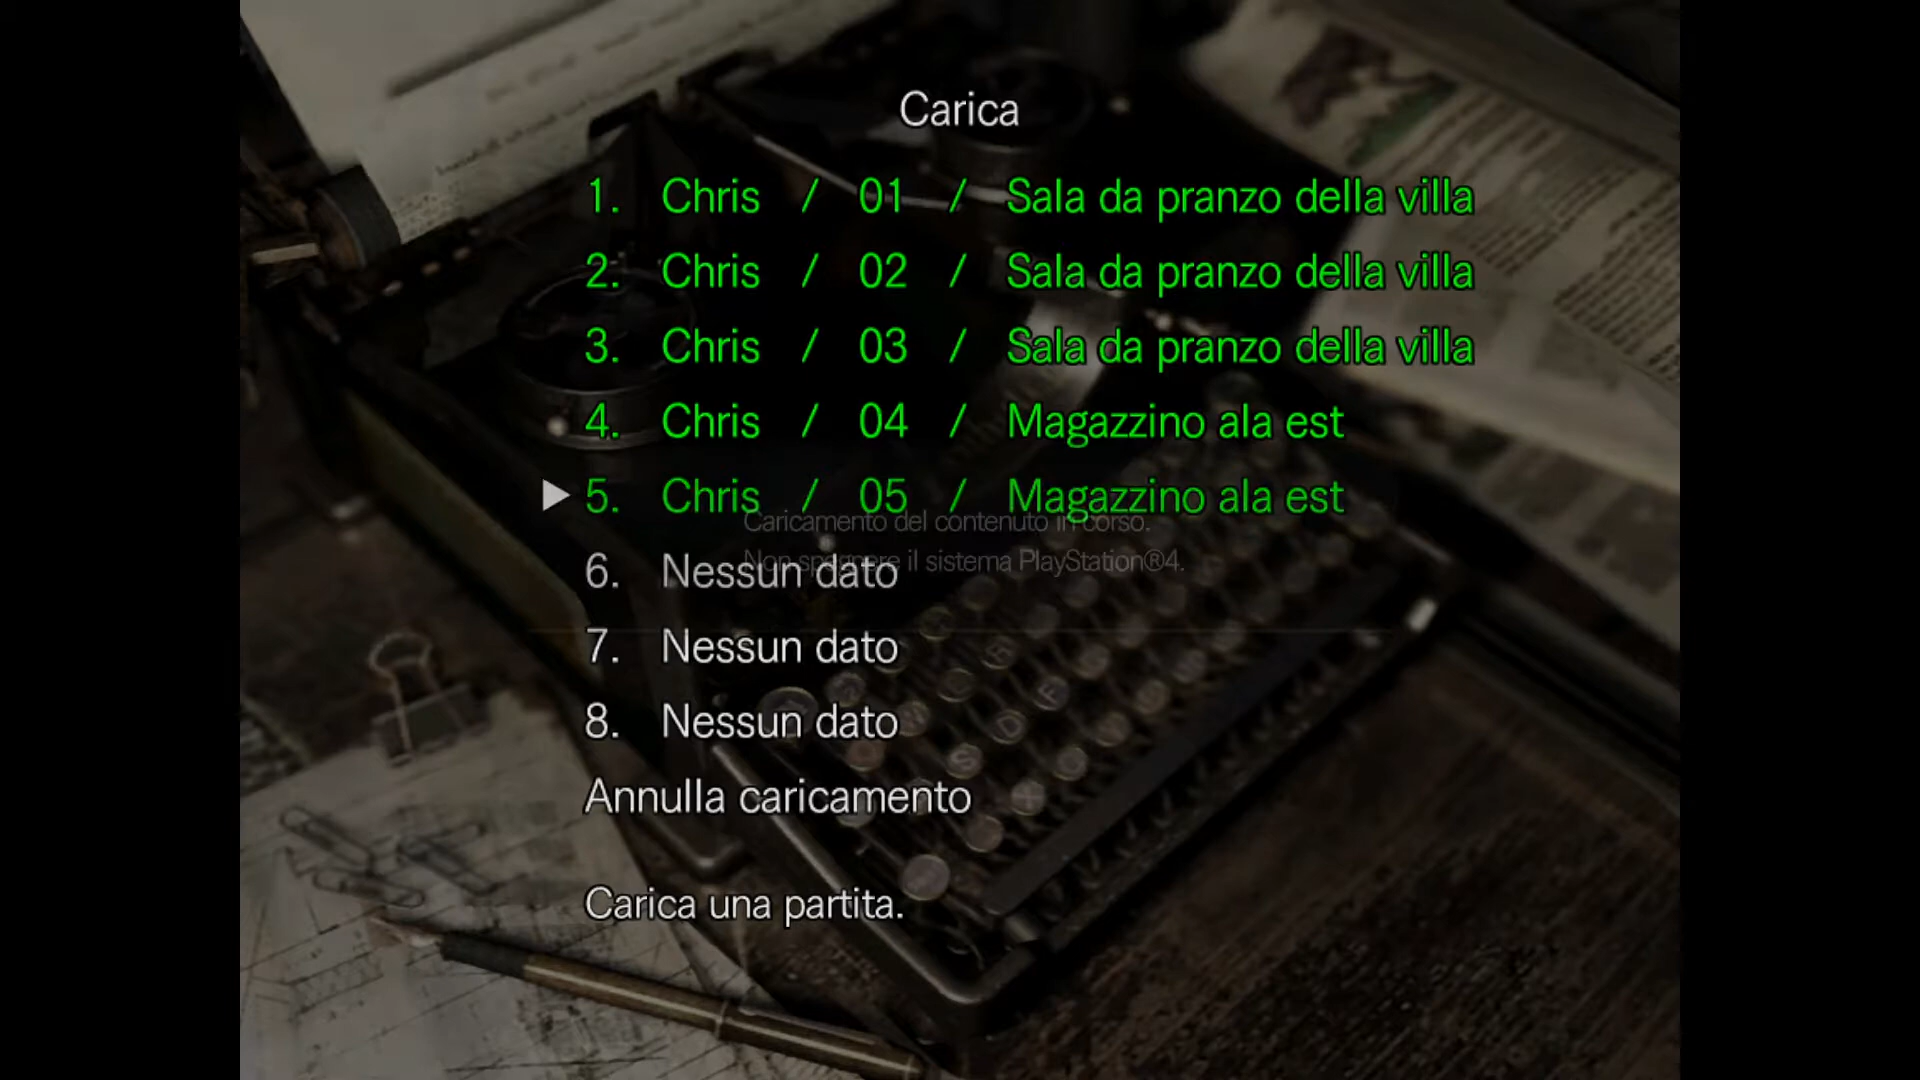 Carica
1. Chris / 01 / Sala da pranzo della villa
2. Chris / 02 / Sala da pranzo della villa
3. Chris / 03 / Sala da pranzo della villa
4. Chris / 04 / Magazzino ala est
5. Chris / 05 / Magazzino ala est
Caricamento del contenuto in corso.
Non spegnere il sistema PlayStation®4.
6. Nessun dato
7. Nessun dato
8. Nessun dato
Annulla caricamento
Carica una partita.